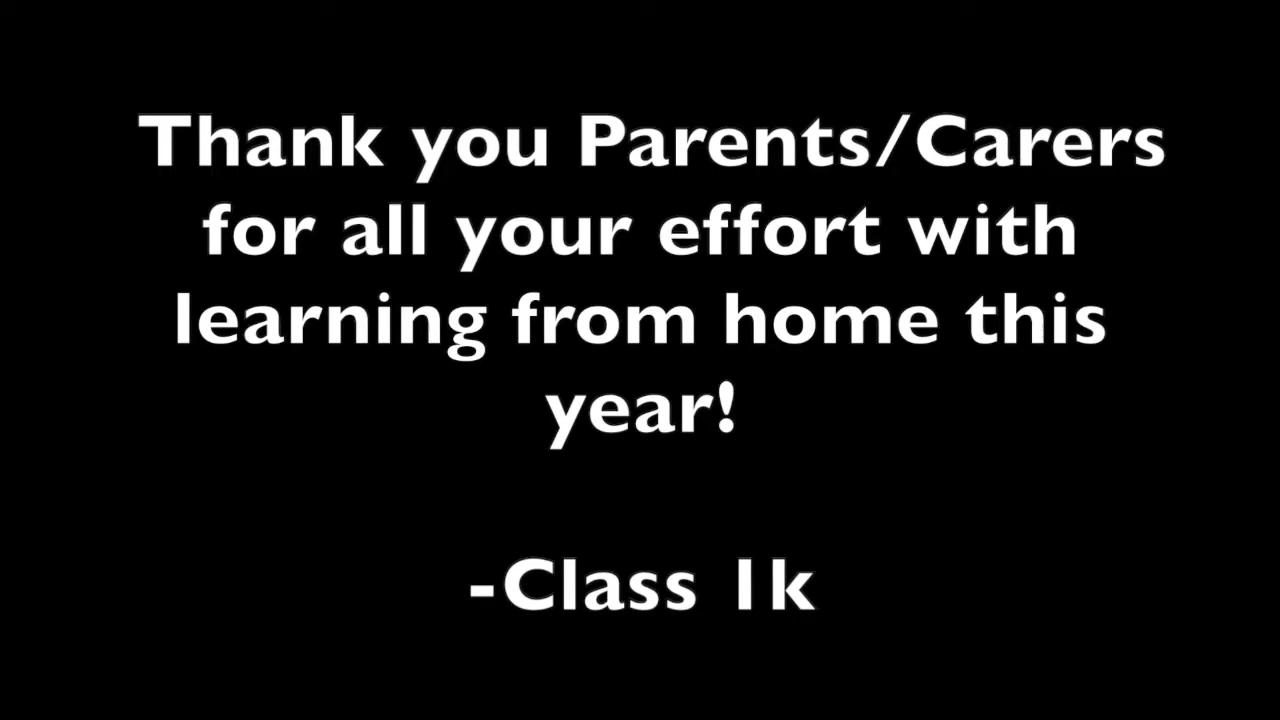 Thank you Parents/Carers
for all your effort with
learning from home this
year!
-Class 1k